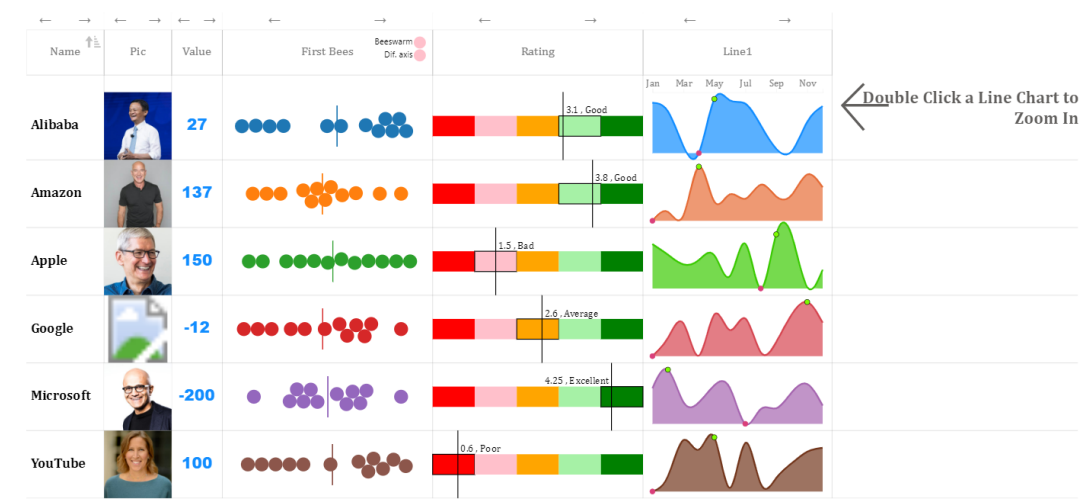 Name
Pic
Value
First Bees
Beeswarm
Dif. axis
Rating
Line1
Jan Mar May Jul Sep Nov
Double Click a Line Chart to
Zoom In
Alibaba
27
3.1 , Good
Amazon
137
3.8 , Good
Apple
150
1.5 , Bad
Google
-12
2.6 , Average
Microsoft
-200
4.25 , Excellent
YouTube
100
0.6 , Poor